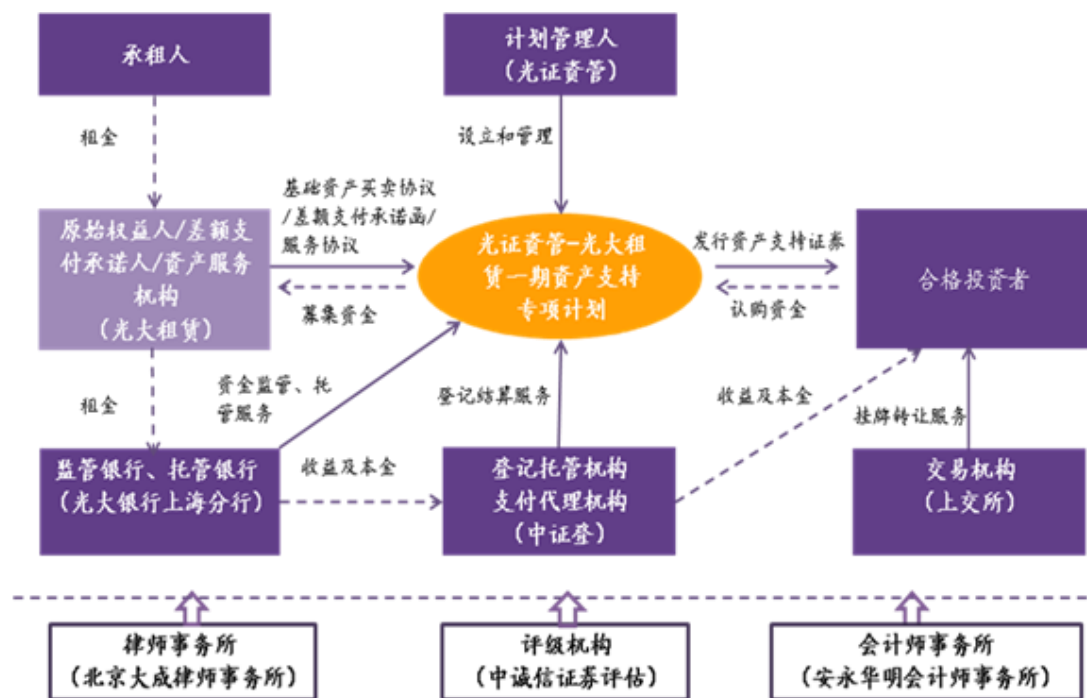 承租人
计划管理人
（光证资管）
租金
设立和管理
基础资产买卖协议
/差额支付承诺函/
服务协议
原始权益人/差额支
付承诺人/资产服务
机构
（光大租赁）
光证资管-光大租
赁一期资产支持
专项计划
发行资产支持证券
合格投资者
募集资金
认购资金
租金
资金监管、托
管服务
登记结算服务
收益及本金
挂牌转让服务
监管银行、托管银行
（光大银行上海分行）
收益及本金
登记托管机构
支付代理机构
（中证登）
交易机构
（上交所）
律师事务所
（北京大成律师事务所）
评级机构
（中诚信证券评估）
会计师事务所
（安永华明会计师事务所）